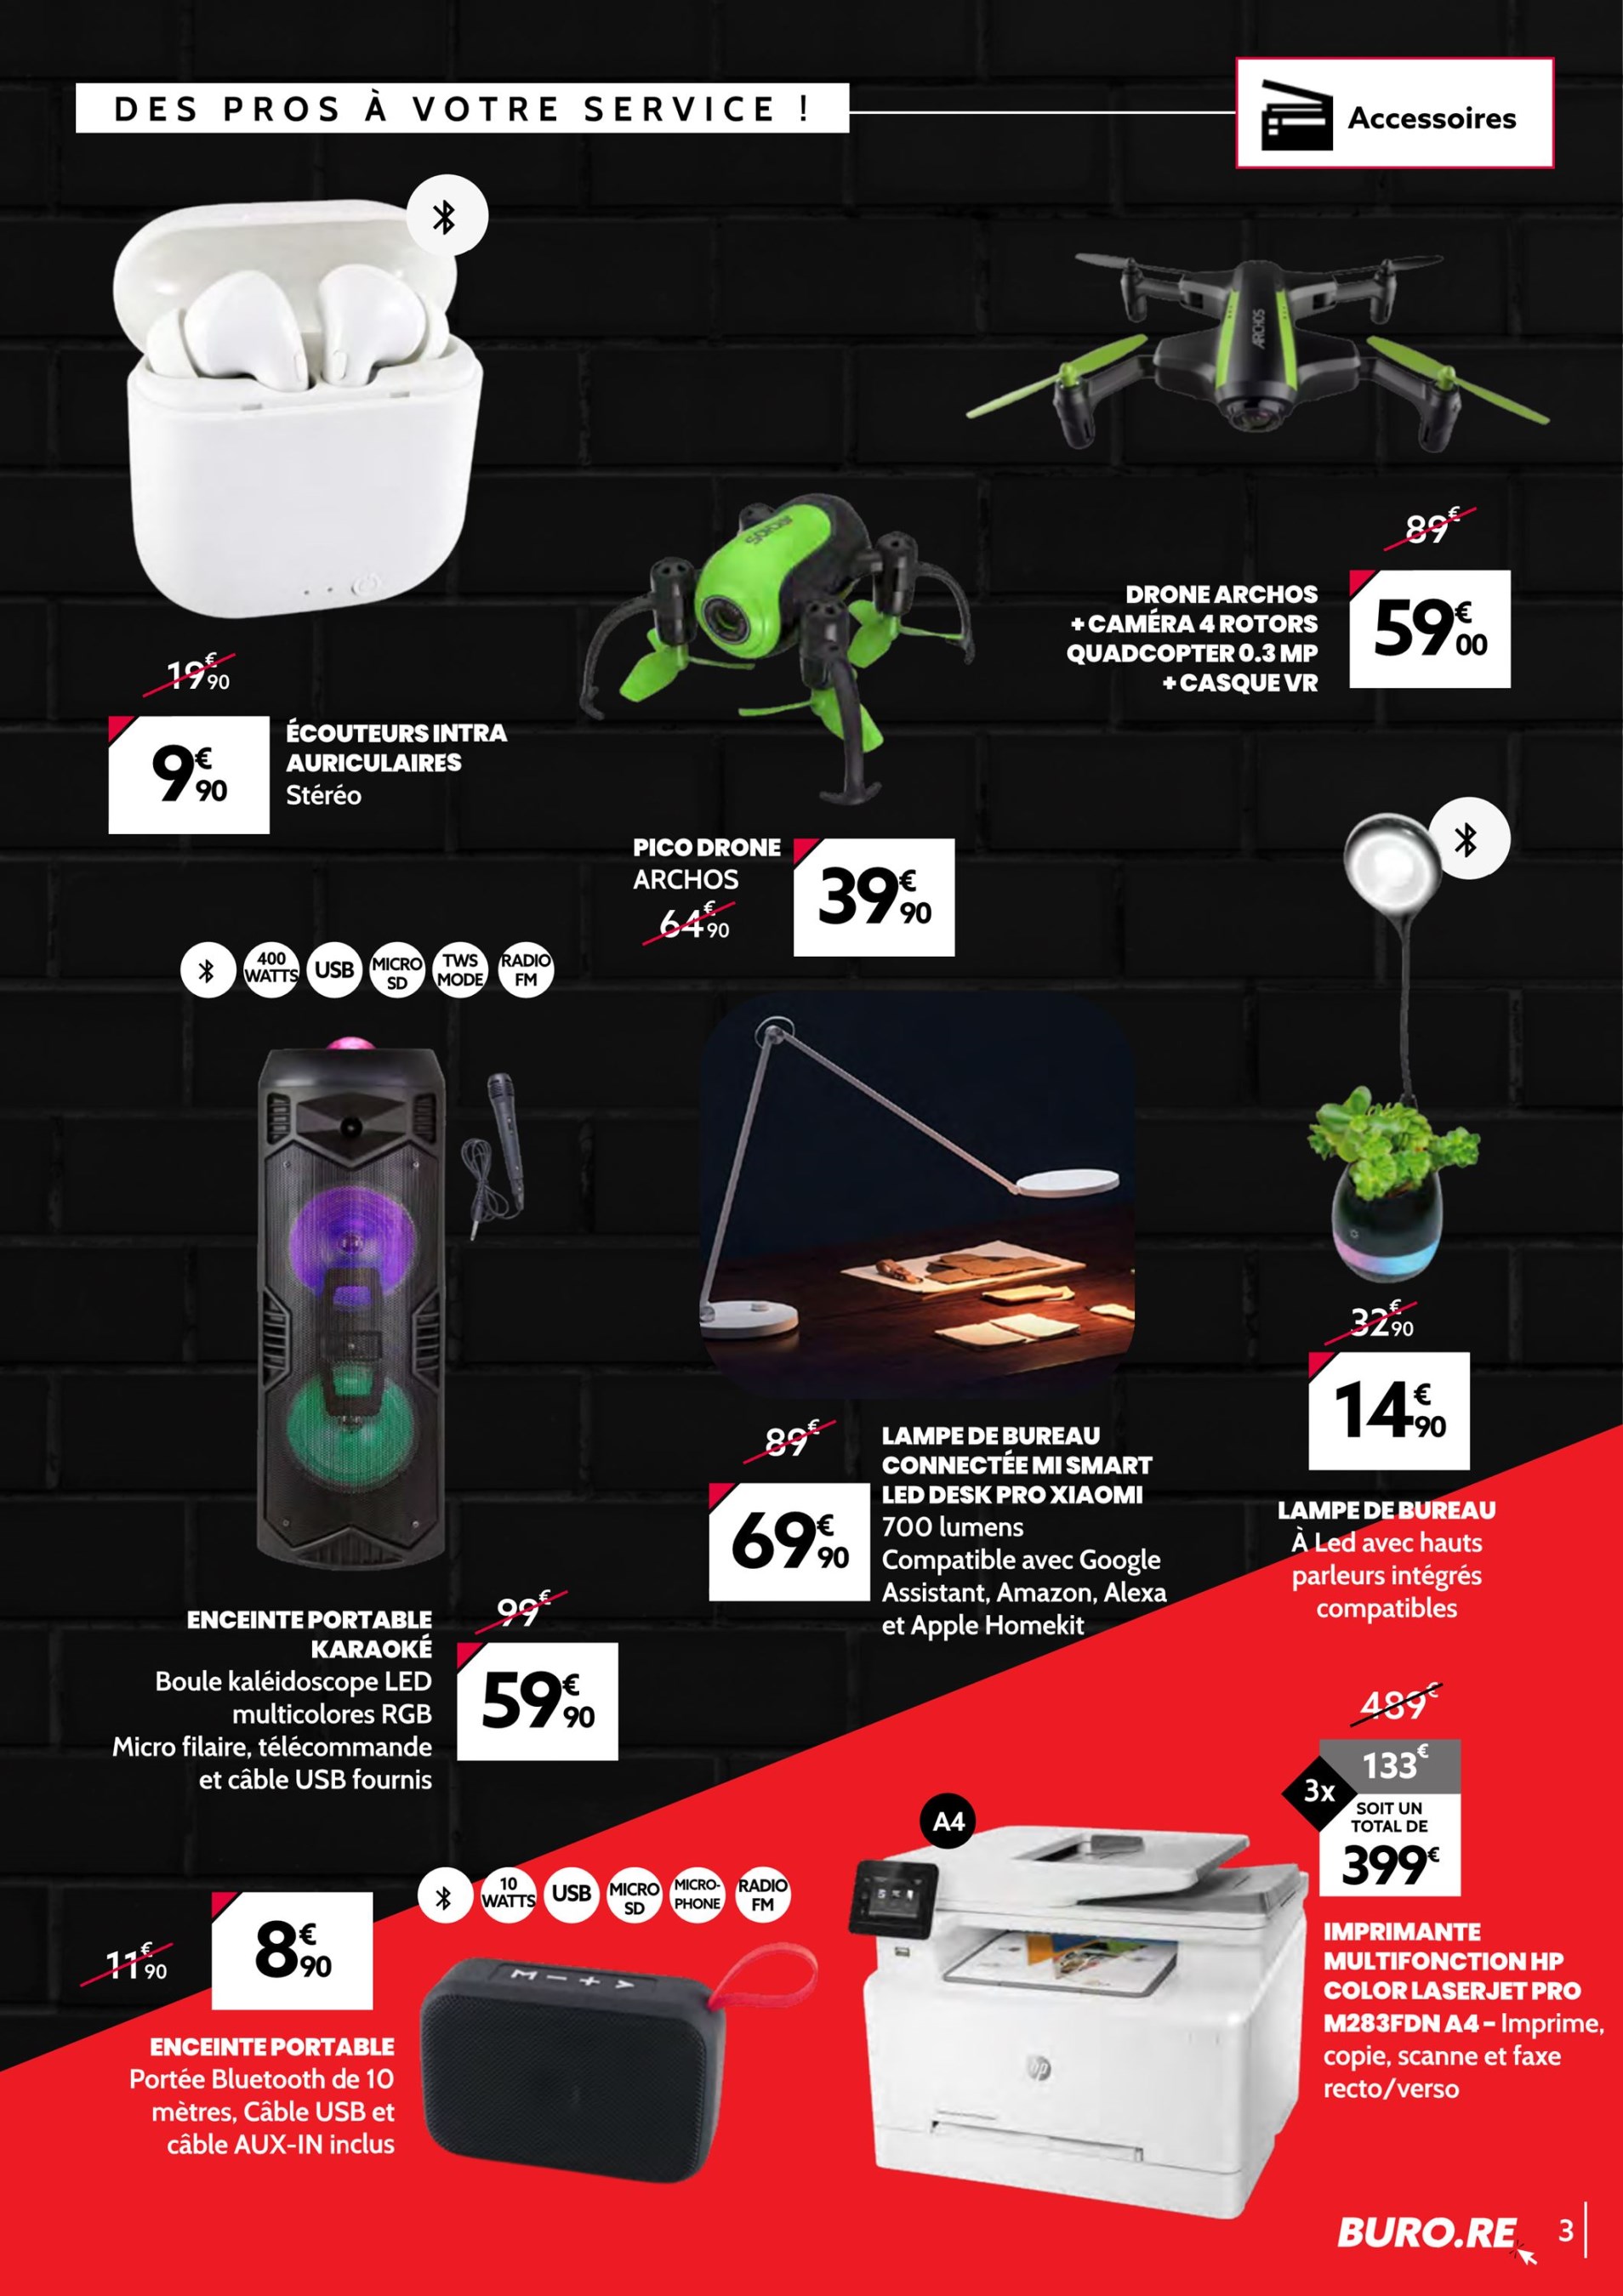 DES PROS À VOTRE SERVICE !
Accessoires
ARCHOS
ARCHOS
19€90
9€90
ÉCOUTEURS INTRA
AURICULAIRES
Stéréo
89€
DRONE ARCHOS
+ CAMÉRA 4 ROTORS
QUADCOPTER 0.3 MP
+ CASQUE VR
59€00
PICO DRONE
ARCHOS
64€90
39€90
400
WATTS
USB
MICRO
SD
TWS
MODE
RADIO
FM
32€90
14€90
LAMPE DE BUREAU
À Led avec hauts
parleurs intégrés
compatibles
89€
69€90
LAMPE DE BUREAU
CONNECTÉE MI SMART
LED DESK PRO XIAOMI
700 lumens
Compatible avec Google
Assistant, Amazon, Alexa
et Apple Homekit
99€
59€90
ENCEINTE PORTABLE
KARAOKÉ
Boule kaléidoscope LED
multicolores RGB
Micro filaire, télécommande
et câble USB fournis
489€
3x
133€
SOIT UN
TOTAL DE
399€
A4
hp
IMPRIMANTE
MULTIFONCTION HP
COLOR LASERJET PRO
M283FDN A4 - Imprime,
copie, scanne et faxe
recto/verso
10
WATTS
USB
MICRO
SD
MICRO-
PHONE
RADIO
FM
M - +
11€90
8€90
ENCEINTE PORTABLE
Portée Bluetooth de 10
mètres, Câble USB et
câble AUX-IN inclus
BURO.RE
3